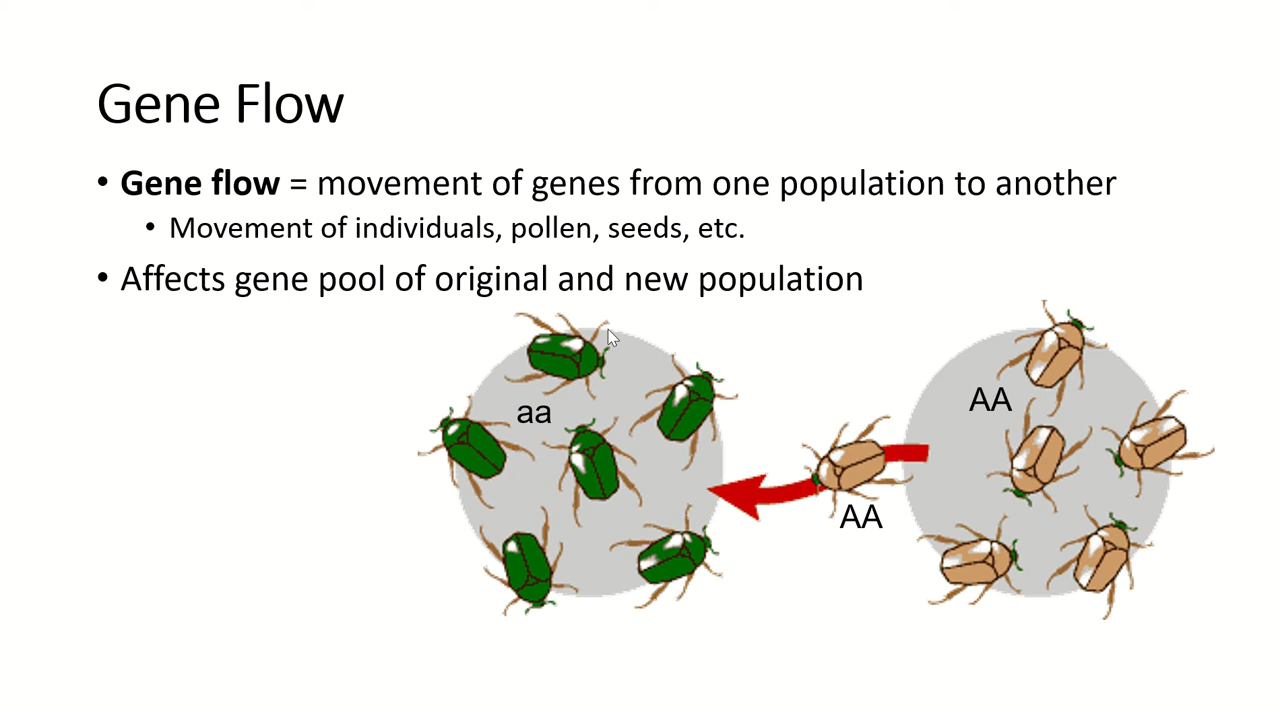 Gene Flow
• Gene flow = movement of genes from one population to another
• Movement of individuals, pollen, seeds, etc.
• Affects gene pool of original and new population
aa
AA
AA